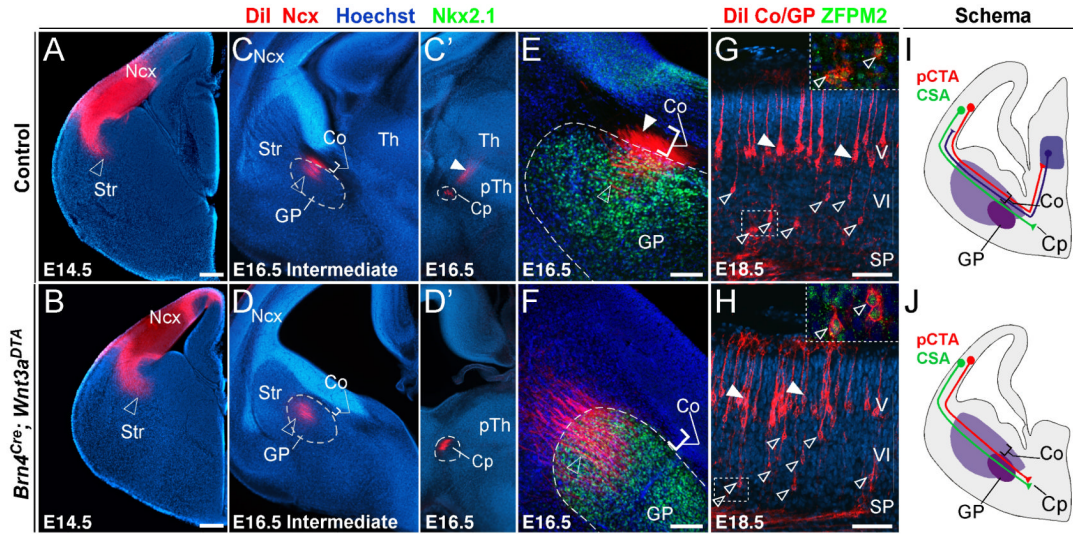 DiI Ncx Hoechst Nkx2.1
DiI Co/GP ZFPM2
Schema
Control
A
Ncx
Str
E14.5
C
Ncx
Str
Co
Th
GP
E16.5 Intermediate
C'
Th
pTh
Cp
E16.5
E
Co
GP
E16.5
G
V
VI
SP
E18.5
I
pCTA
CSA
Co
GP
Cp
Brn4Cre; Wnt3aDTA
B
Ncx
Str
E14.5
D
Ncx
Str
Co
GP
E16.5 Intermediate
D'
pTh
Cp
E16.5
F
Co
GP
E16.5
H
V
VI
SP
E18.5
J
pCTA
CSA
Co
GP
Cp